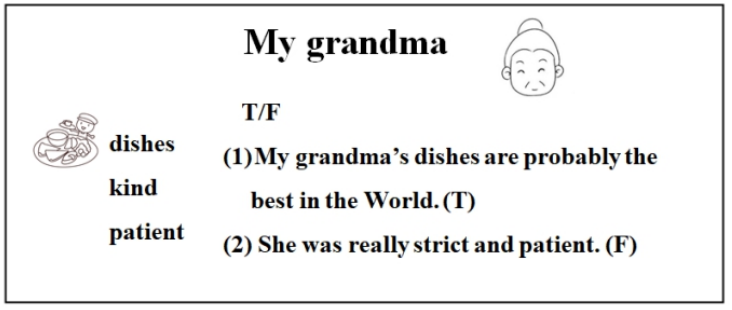 My grandma
T/F
dishes
(1)My grandma's dishes are probably the
kind
best in the World. (T)
patient
(2) She was really strict and patient. (F)